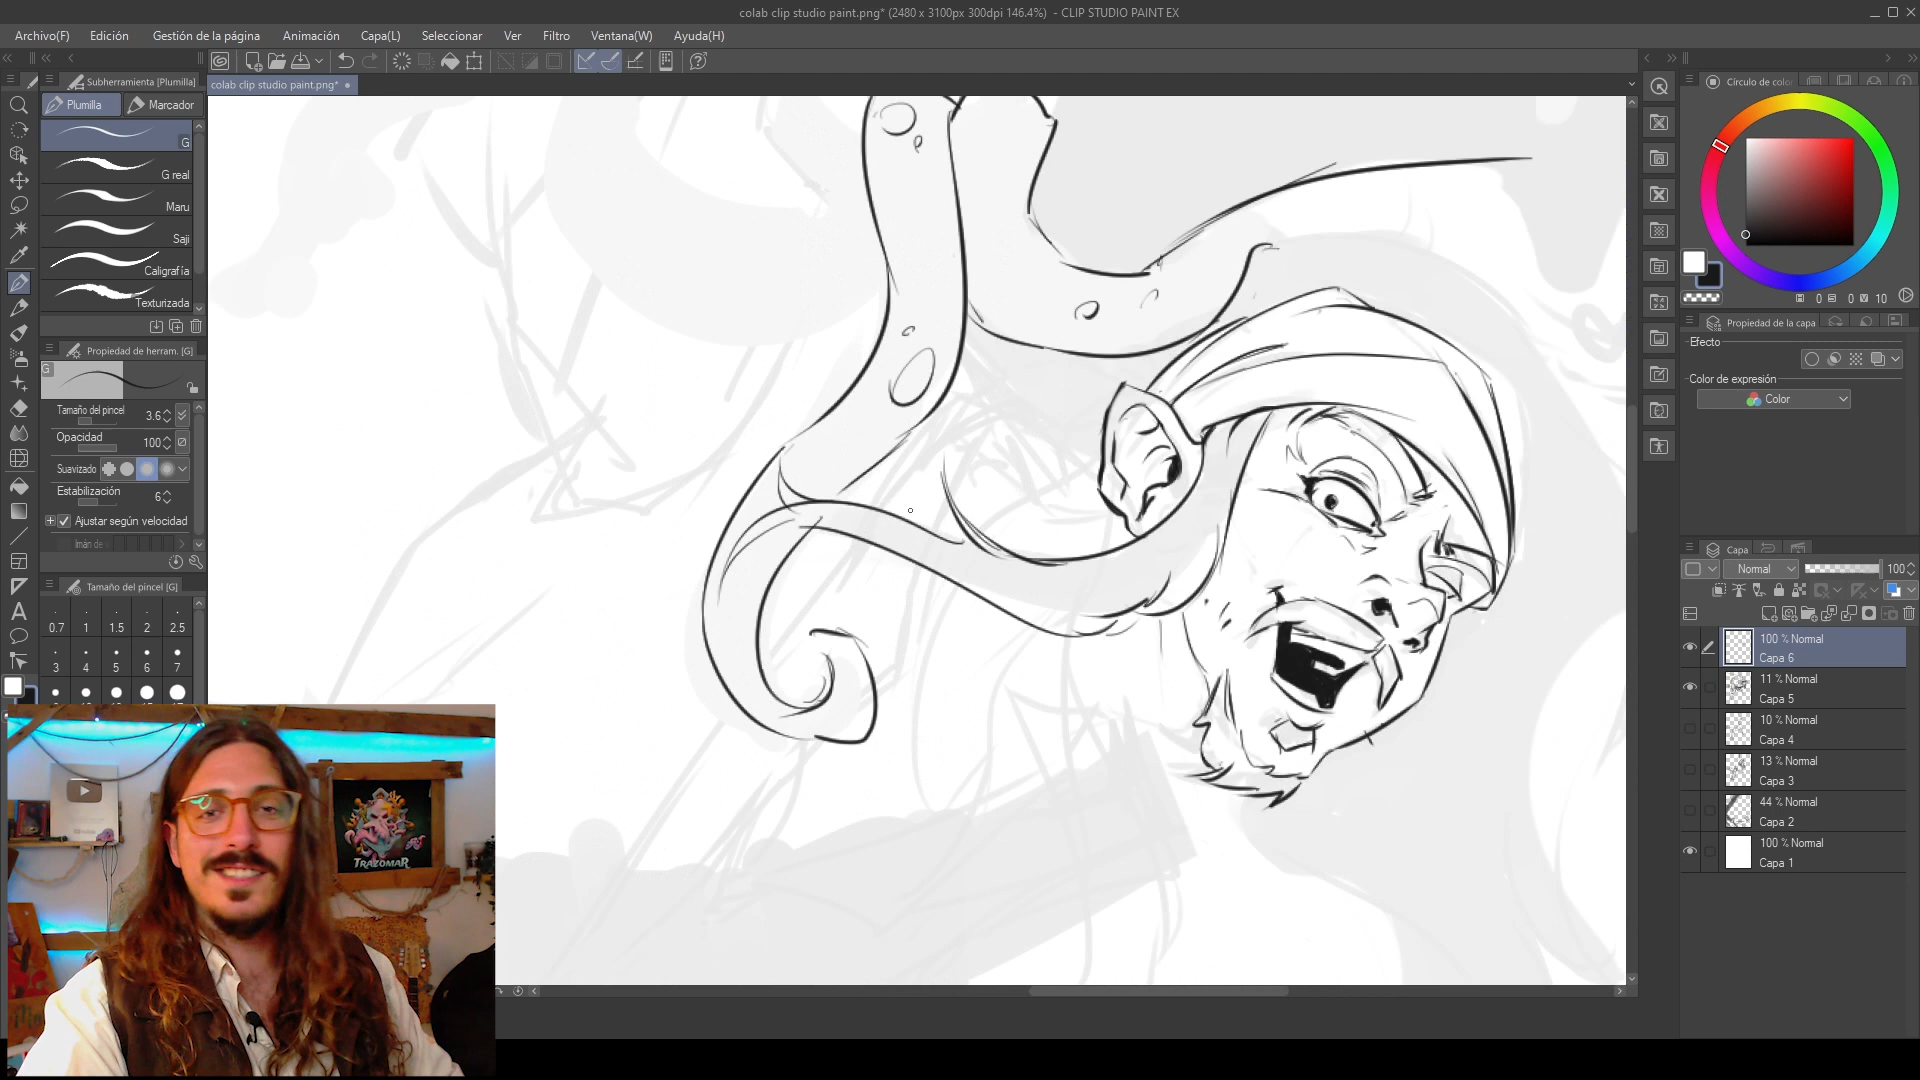 colab clip studio paint.png* (2480 x 3100px 300dpi 146.4%) - CLIP STUDIO PAINT EX
Archivo(F) Edición Gestión de la página Animación Capa(L) Seleccionar Ver Filtro Ventana(W) Ayuda(H)
Subherramienta [Plumilla]
colab clip studio paint.png*
Plumilla Marcador
G
G real
Maru
Saji
Caligrafía
Texturizada
Propiedad de herram. [G]
G
Tamaño del pincel 3.6
Opacidad 100
Suavizado
Estabilización 6
Ajustar según velocidad
Imán de
Tamaño del pincel [G]
0.7 1 1.5 2 2.5
3 4 5 6 7
Círculo de color
H 0 S 0 V 10
Propiedad de la capa
Efecto
Color de expresión
Color
Capa
Normal 100
100 % Normal
Capa 6
11 % Normal
Capa 5
10 % Normal
Capa 4
13 % Normal
Capa 3
44 % Normal
Capa 2
100 % Normal
Capa 1
TRAZOMAR